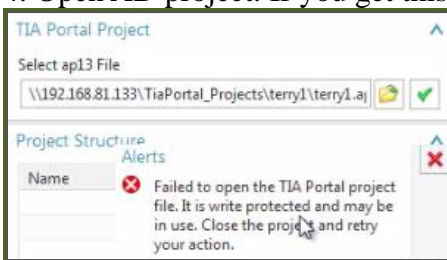 TIA Portal Project
Select ap13 File
\\192.168.81.133\TiaPortal_Projects\terry1\terry1.a
Project Structure
Alerts
Name
Failed to open the TIA Portal project
file. It is write protected and may be
in use. Close the project and retry
your action.